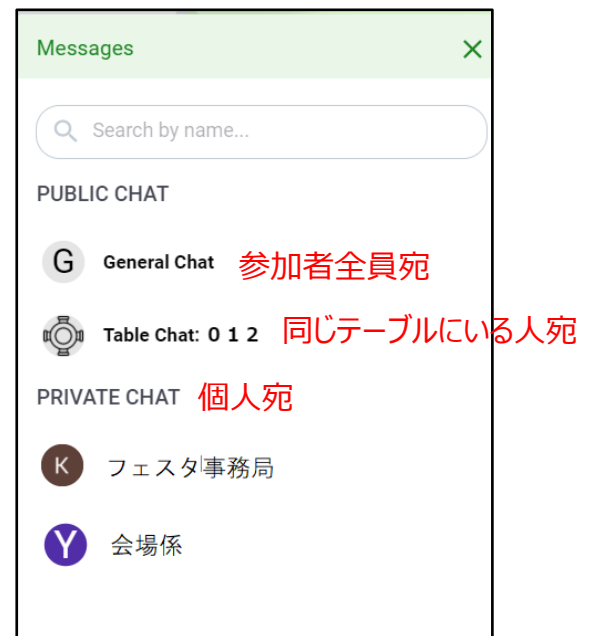 Messages
Search by name...
PUBLIC CHAT
G General Chat 参加者全員宛
Table Chat: 0 1 2 同じテーブルにいる人宛
PRIVATE CHAT 個人宛
K フェスタ事務局
Y 会場係